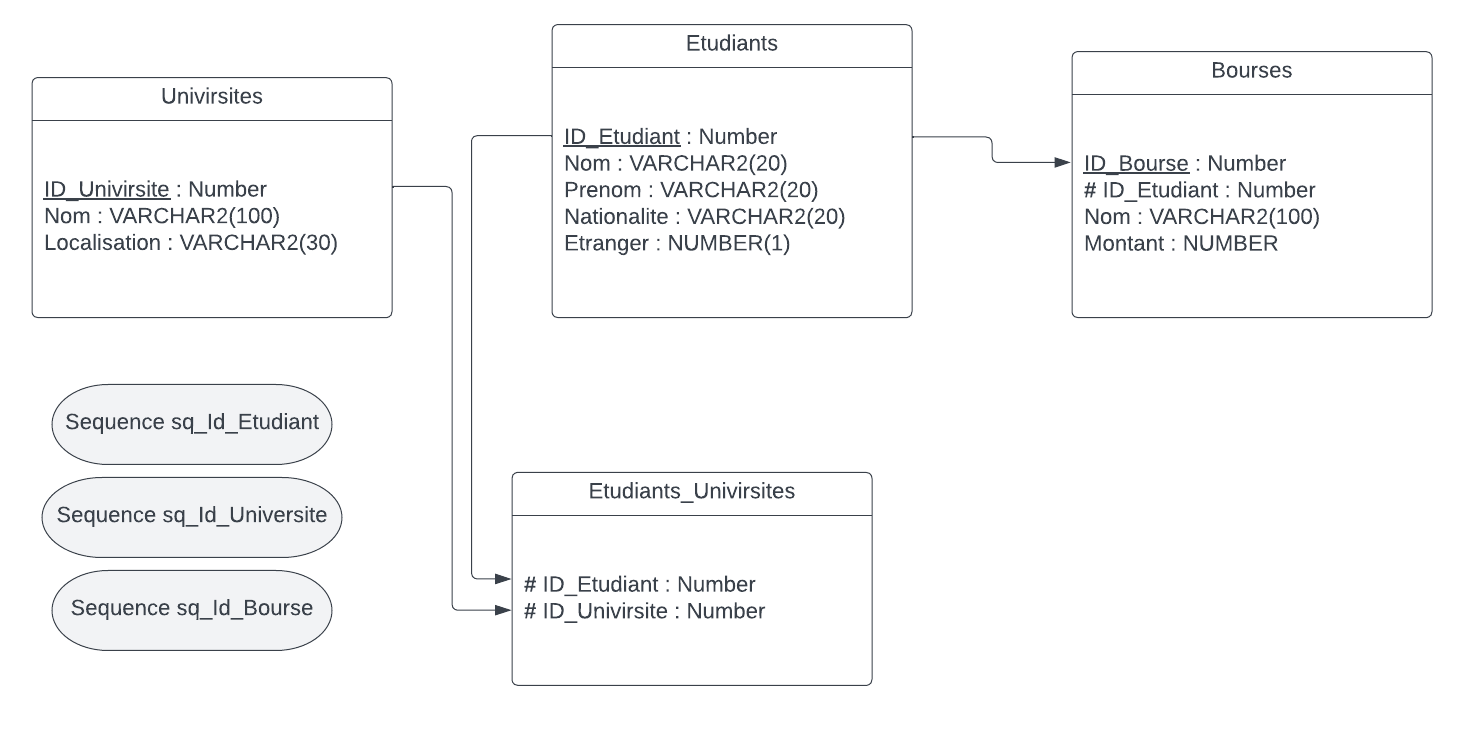 Univirsites
ID_Univirsite : Number
Nom : VARCHAR2(100)
Localisation : VARCHAR2(30)
Etudiants
ID_Etudiant : Number
Nom : VARCHAR2(20)
Prenom : VARCHAR2(20)
Nationalite : VARCHAR2(20)
Etranger : NUMBER(1)
Bourses
ID_Bourse : Number
# ID_Etudiant : Number
Nom : VARCHAR2(100)
Montant : NUMBER
Sequence sq_Id_Etudiant
Sequence sq_Id_Universite
Sequence sq_Id_Bourse
Etudiants_Univirsites
# ID_Etudiant : Number
# ID_Univirsite : Number